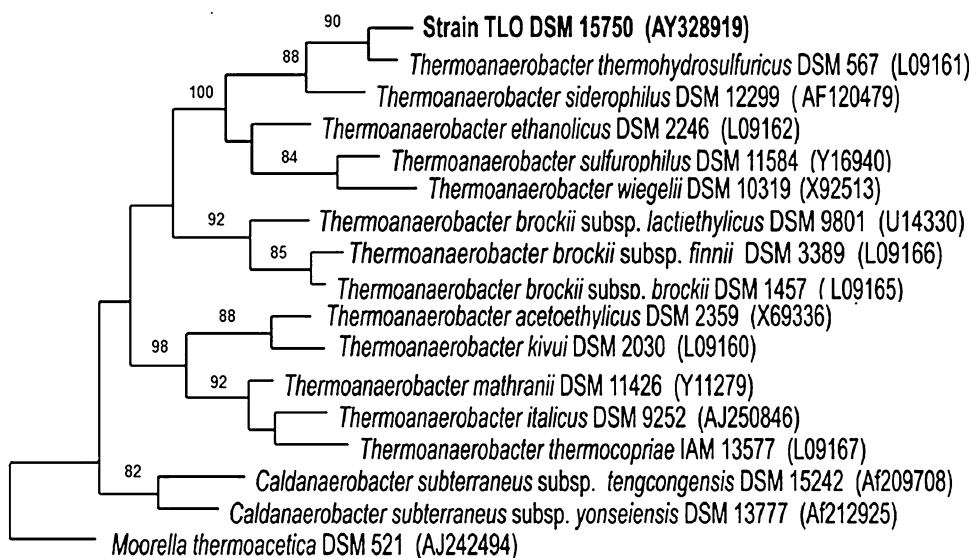 90
Strain TLO DSM 15750 (AY328919)
88
Thermoanaerobacter thermohydrosulfuricus DSM 567 (L09161)
100
Thermoanaerobacter siderophilus DSM 12299 ( AF120479)
Thermoanaerobacter ethanolicus DSM 2246 (L09162)
84
Thermoanaerobacter sulfurophilus DSM 11584 (Y16940)
Thermoanaerobacter wiegelii DSM 10319 (X92513)
92
Thermoanaerobacter brockii subsp. lactiethylicus DSM 9801 (U14330)
85
Thermoanaerobacter brockii subsp. finnii DSM 3389 (L09166)
Thermoanaerobacter brockii subsp. brockii DSM 1457 ( L09165)
88
Thermoanaerobacter acetoethylicus DSM 2359 (X69336)
98
Thermoanaerobacter kivui DSM 2030 (L09160)
92
Thermoanaerobacter mathranii DSM 11426 (Y11279)
Thermoanaerobacter italicus DSM 9252 (AJ250846)
Thermoanaerobacter thermocopriae IAM 13577 (L09167)
82
Caldanaerobacter subterraneus subsp. tengcongensis DSM 15242 (Af209708)
Caldanaerobacter subterraneus subsp. yonseiensis DSM 13777 (Af212925)
Moorella thermoacetica DSM 521 (AJ242494)